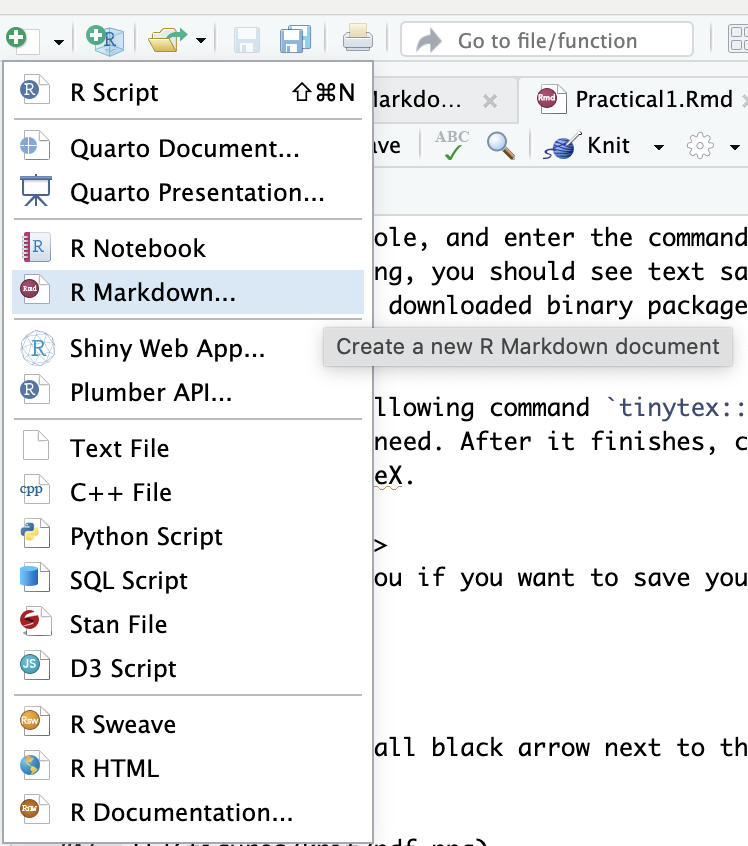 Go to file/function
R Script ⇧⌘N
Quarto Document...
Quarto Presentation...
R Notebook
R Markdown...
Shiny Web App...
Plumber API...
Text File
C++ File
Python Script
SQL Script
Stan File
D3 Script
R Sweave
R HTML
R Documentation...
Create a new R Markdown document
arkdo...
Practical1.Rmd
ABC
Knit
ole, and enter the command
ng, you should see text sa
downloaded binary package
llowing command `tinytex::
need. After it finishes, c
eX.
>
ou if you want to save you
all black arrow next to th